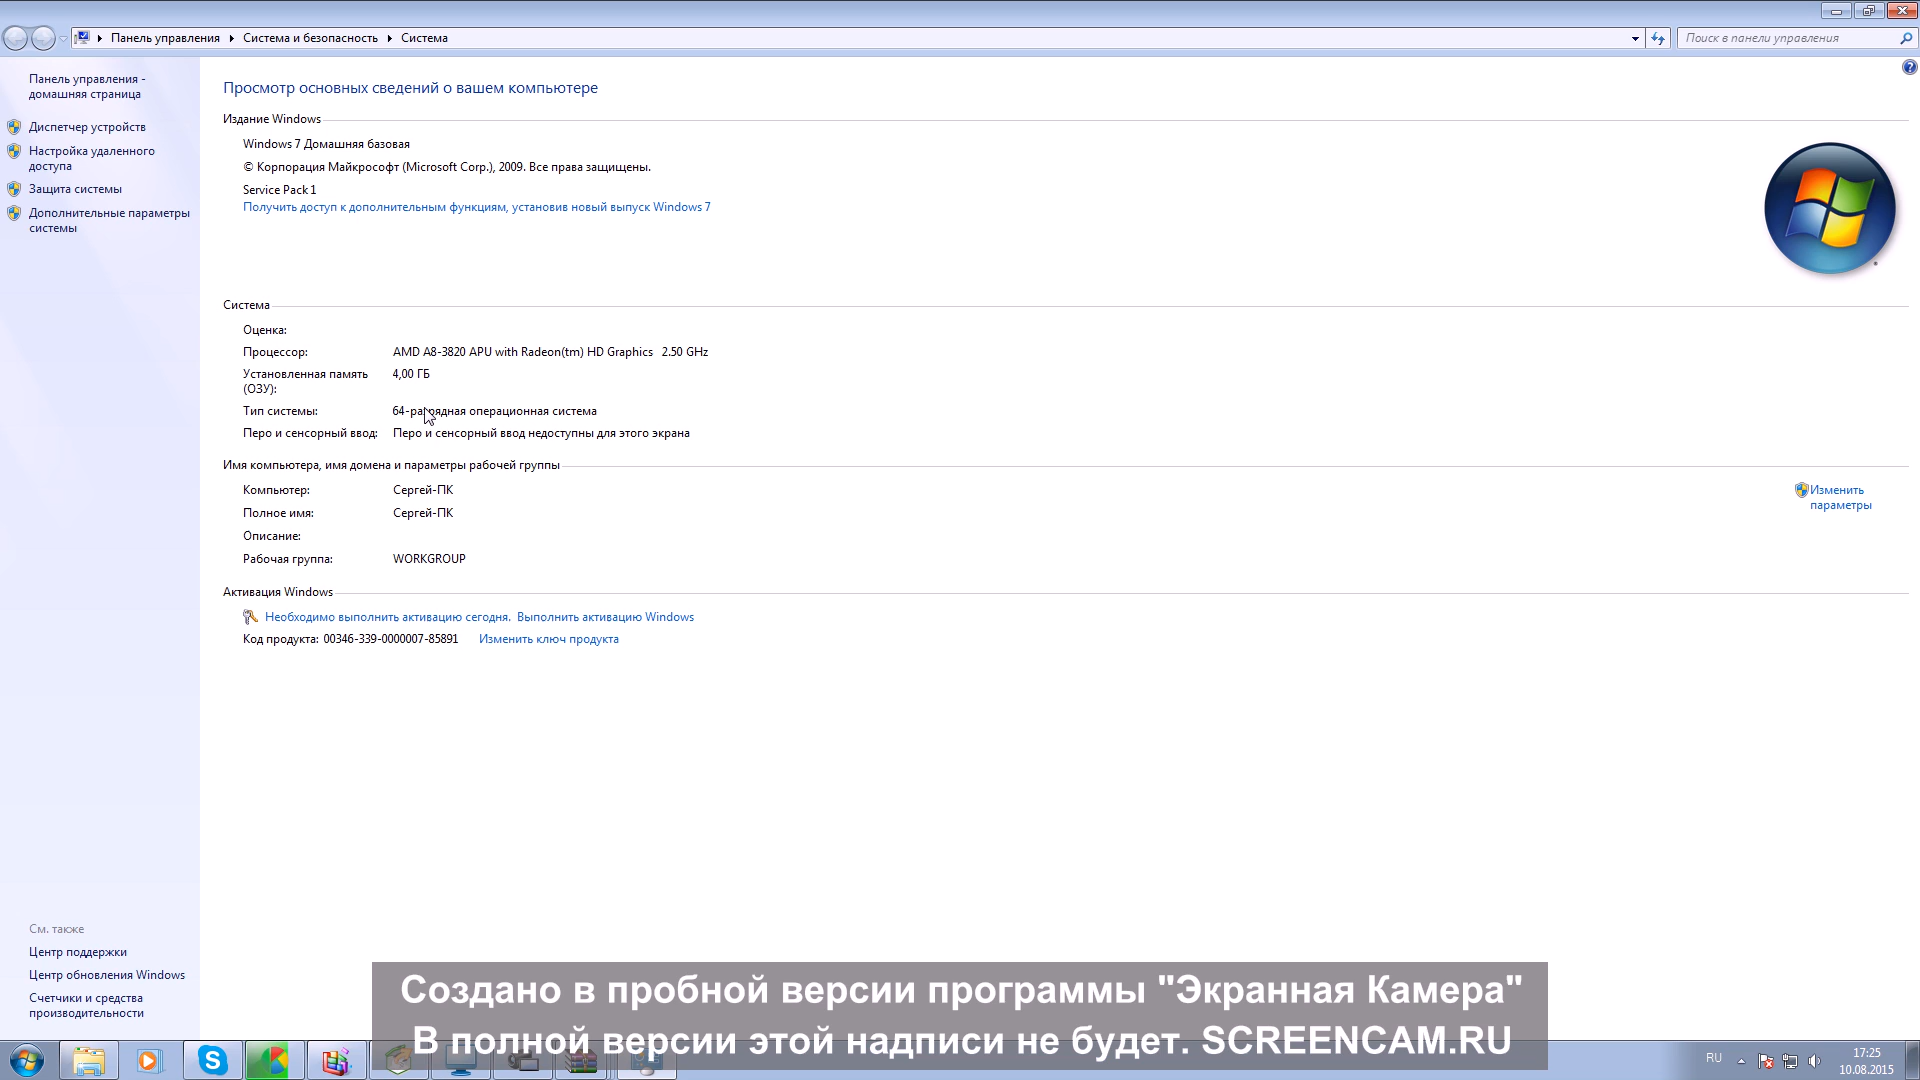 Панель управления
Система и безопасность
Система
Поиск в панели управления
Панель управления -
домашняя страница
Диспетчер устройств
Настройка удаленного
доступа
Защита системы
Дополнительные параметры
системы
Просмотр основных сведений о вашем компьютере
Издание Windows
Windows 7 Домашняя базовая
© Корпорация Майкрософт (Microsoft Corp.), 2009. Все права защищены.
Service Pack 1
Получить доступ к дополнительным функциям, установив новый выпуск Windows 7
Система
Оценка:
Процессор: AMD A8-3820 APU with Radeon(tm) HD Graphics 2.50 GHz
Установленная память 4,00 ГБ
(ОЗУ):
Тип системы: 64-разрядная операционная система
Перо и сенсорный ввод: Перо и сенсорный ввод недоступны для этого экрана
Имя компьютера, имя домена и параметры рабочей группы
Компьютер: Сергей-ПК
Изменить
параметры
Полное имя: Сергей-ПК
Описание:
Рабочая группа: WORKGROUP
Активация Windows
Необходимо выполнить активацию сегодня. Выполнить активацию Windows
Код продукта: 00346-339-0000007-85891 Изменить ключ продукта
См. также
Центр поддержки
Центр обновления Windows
Счетчики и средства
производительности
Создано в пробной версии программы "Экранная Камера"
В полной версии этой надписи не будет. SCREENCAM.RU
RU
17:25
10.08.2015